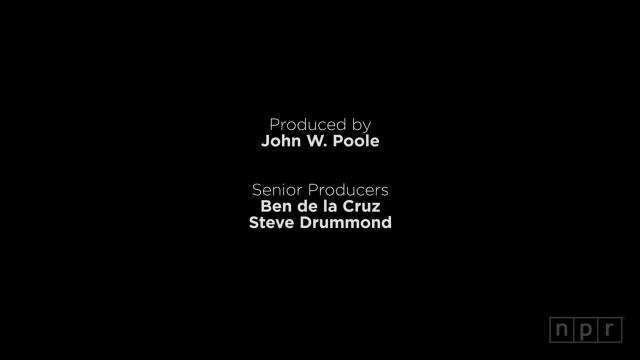 Produced by
John W. Poole
Senior Producers
Ben de la Cruz
Steve Drummond
npr